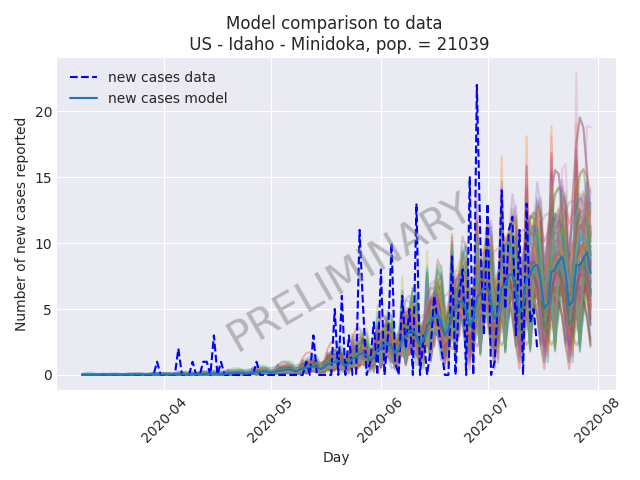 Model comparison to data
US - Idaho - Minidoka, pop. = 21039
new cases data
new cases model
PRELIMINARY
Number of new cases reported
20
15
10
5
0
2020-04
2020-05
2020-06
2020-07
2020-08
Day